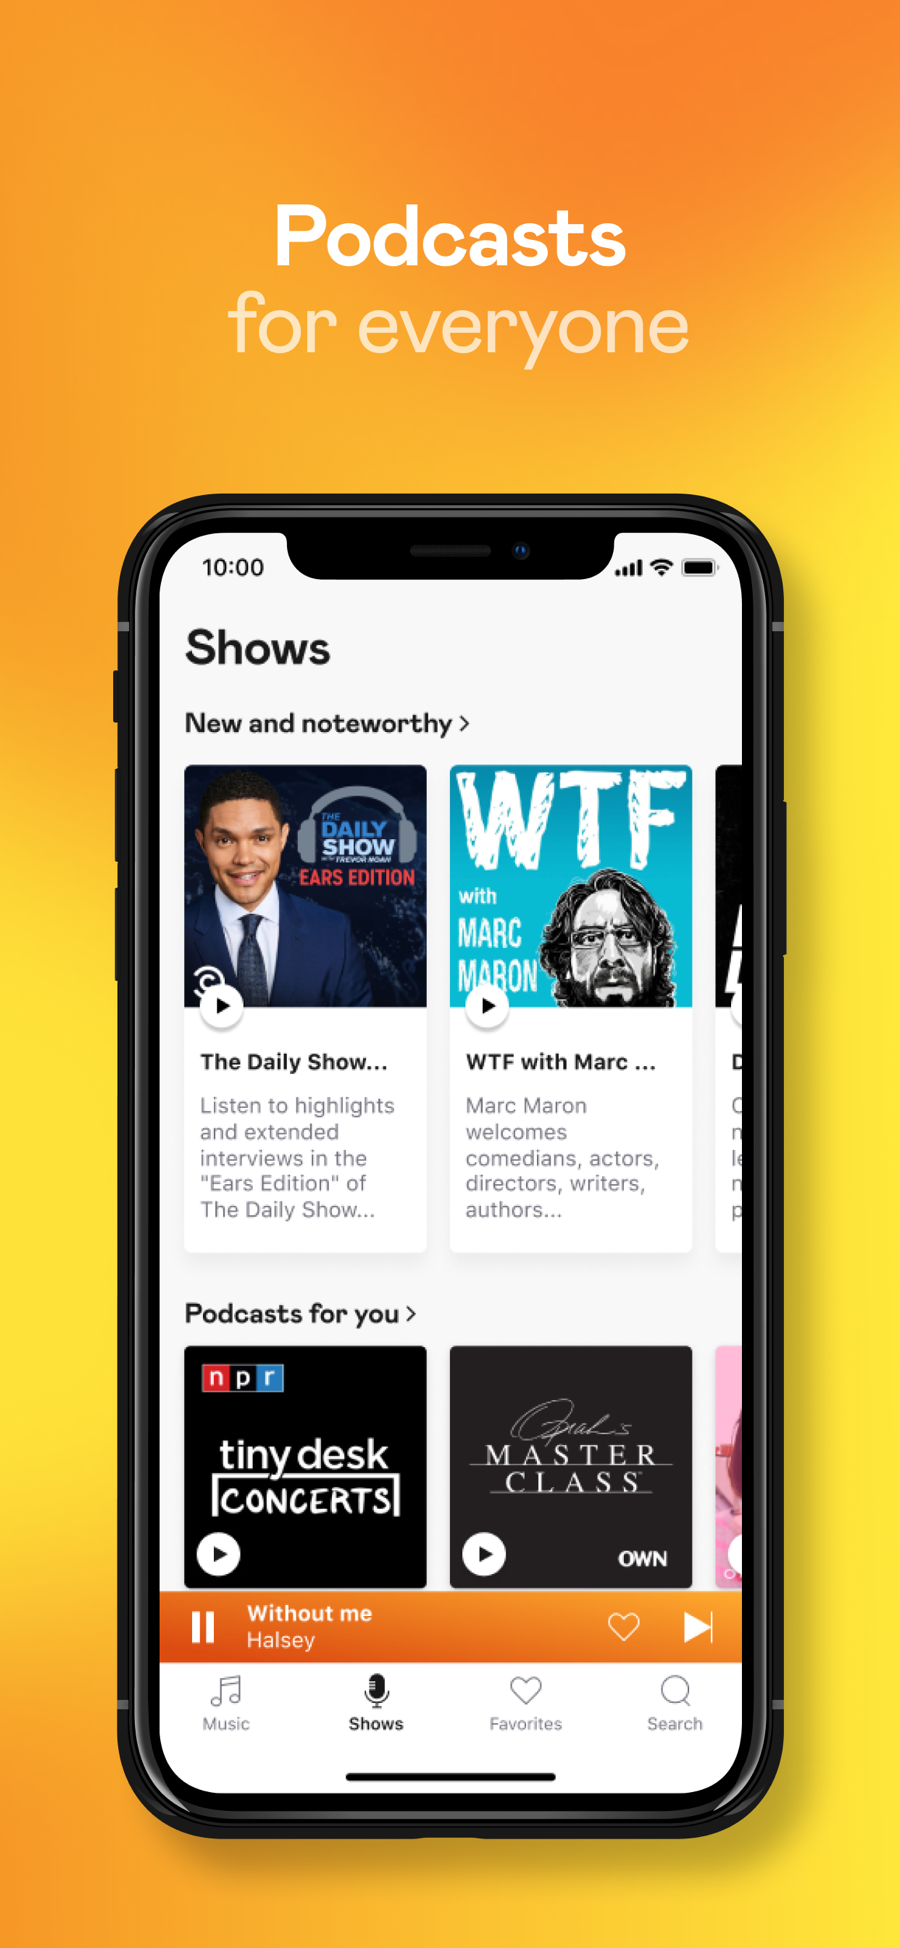 Podcasts
for everyone
10:00
Shows
New and noteworthy
THE
DAILY
SHOW
WITH TREVOR NOAH
EARS EDITION
WTF
with
MARC
MARON
The Daily Show...
WTF with Marc ...
Listen to highlights
and extended
interviews in the
"Ears Edition" of
The Daily Show...
Marc Maron
welcomes
comedians, actors,
directors, writers,
authors...
Podcasts for you
npr
tiny desk
CONCERTS
Oprah's
MASTER
CLASS
OWN
Without me
Halsey
Music
Shows
Favorites
Search